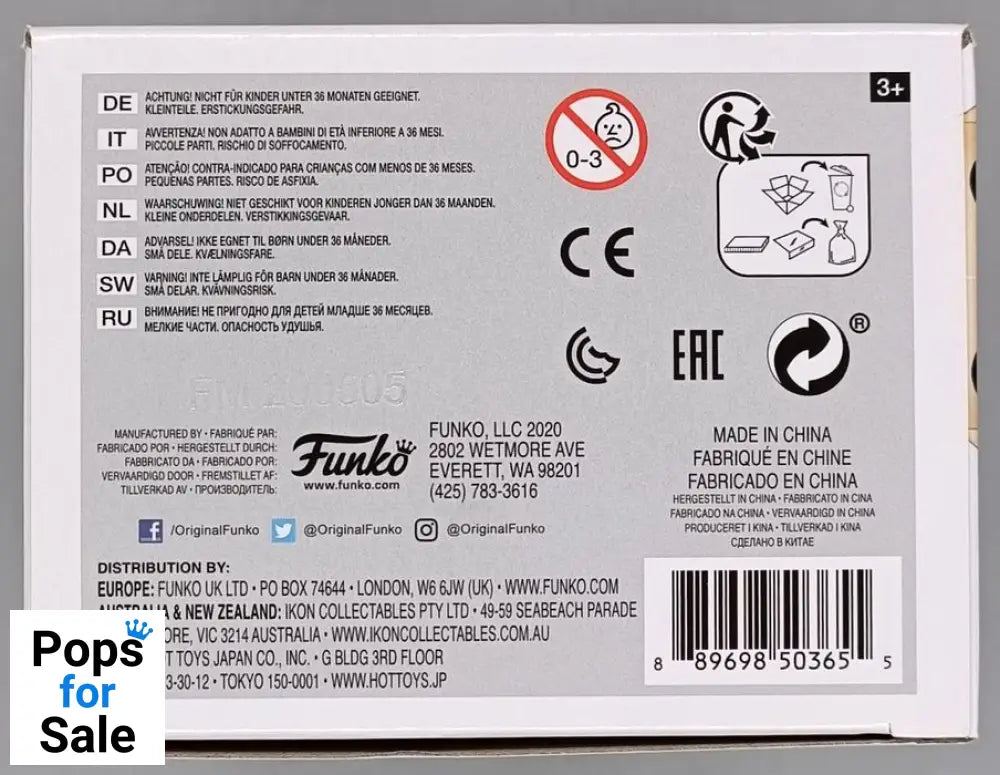 3+
DE ACHTUNG! NICHT FÜR KINDER UNTER 36 MONATEN GEEIGNET.
KLEINTEILE. ERSTICKUNGSGEFAHR.
IT AVVERTENZA! NON ADATTO A BAMBINI DI ETÀ INFERIORE A 36 MESI.
PICCOLE PARTI. RISCHIO DI SOFFOCAMENTO.
PO ATENÇÃO! CONTRA-INDICADO PARA CRIANÇAS COM MENOS DE 36 MESES.
PEQUENAS PARTES. RISCO DE ASFIXIA.
NL WAARSCHUWING! NIET GESCHIKT VOOR KINDEREN JONGER DAN 36 MAANDEN.
KLEINE ONDERDELEN. VERSTIKKINGSGEVAAR.
DA ADVARSEL! IKKE EGNET TIL BØRN UNDER 36 MÅNEDER.
SMÅ DELE. KVÆLNINGSFARE.
SW VARNING! INTE LÄMPLIG FÖR BARN UNDER 36 MÅNADER.
SMÅ DELAR. KVÄVNINGSRISK.
RU ВНИМАНИЕ! НЕ ПРИГОДНО ДЛЯ ДЕТЕЙ МЛАДШЕ 36 МЕСЯЦЕВ.
МЕЛКИЕ ЧАСТИ. ОПАСНОСТЬ УДУШЬЯ.
0-3
CE
EAC
®
MANUFACTURED BY • FABRIQUÉ PAR:
FABRICADO POR • HERGESTELLT DURCH:
FABBRICATO DA • FABRICADO POR:
VERVAARDIGD DOOR • FREMSTILLET AF:
TILLVERKAD AV • ПРОИЗВОДИТЕЛЬ:
Funko
www.funko.com
FUNKO, LLC 2020
2802 WETMORE AVE
EVERETT, WA 98201
(425) 783-3616
/OriginalFunko @OriginalFunko @OriginalFunko
MADE IN CHINA
FABRIQUÉ EN CHINE
FABRICADO EN CHINA
HERGESTELLT IN CHINA • FABBRICATO IN CINA
FABRICADO NA CHINA • VERVAARDIGD IN CHINA
PRODUCERET I KINA • TILLVERKAD I KINA
СДЕЛАНО В КИТАЕ
DISTRIBUTION BY:
EUROPE: FUNKO UK LTD • PO BOX 74644 • LONDON, W6 6JW (UK) • WWW.FUNKO.COM
AUSTRALIA & NEW ZEALAND: IKON COLLECTABLES PTY LTD • 49-59 SEABEACH PARADE
ORE, VIC 3214 AUSTRALIA • WWW.IKONCOLLECTABLES.COM.AU
T TOYS JAPAN CO., INC. • G BLDG 3RD FLOOR
3-30-12 • TOKYO 150-0001 • WWW.HOTTOYS.JP
8 89698 50365 5
Pops
for
Sale